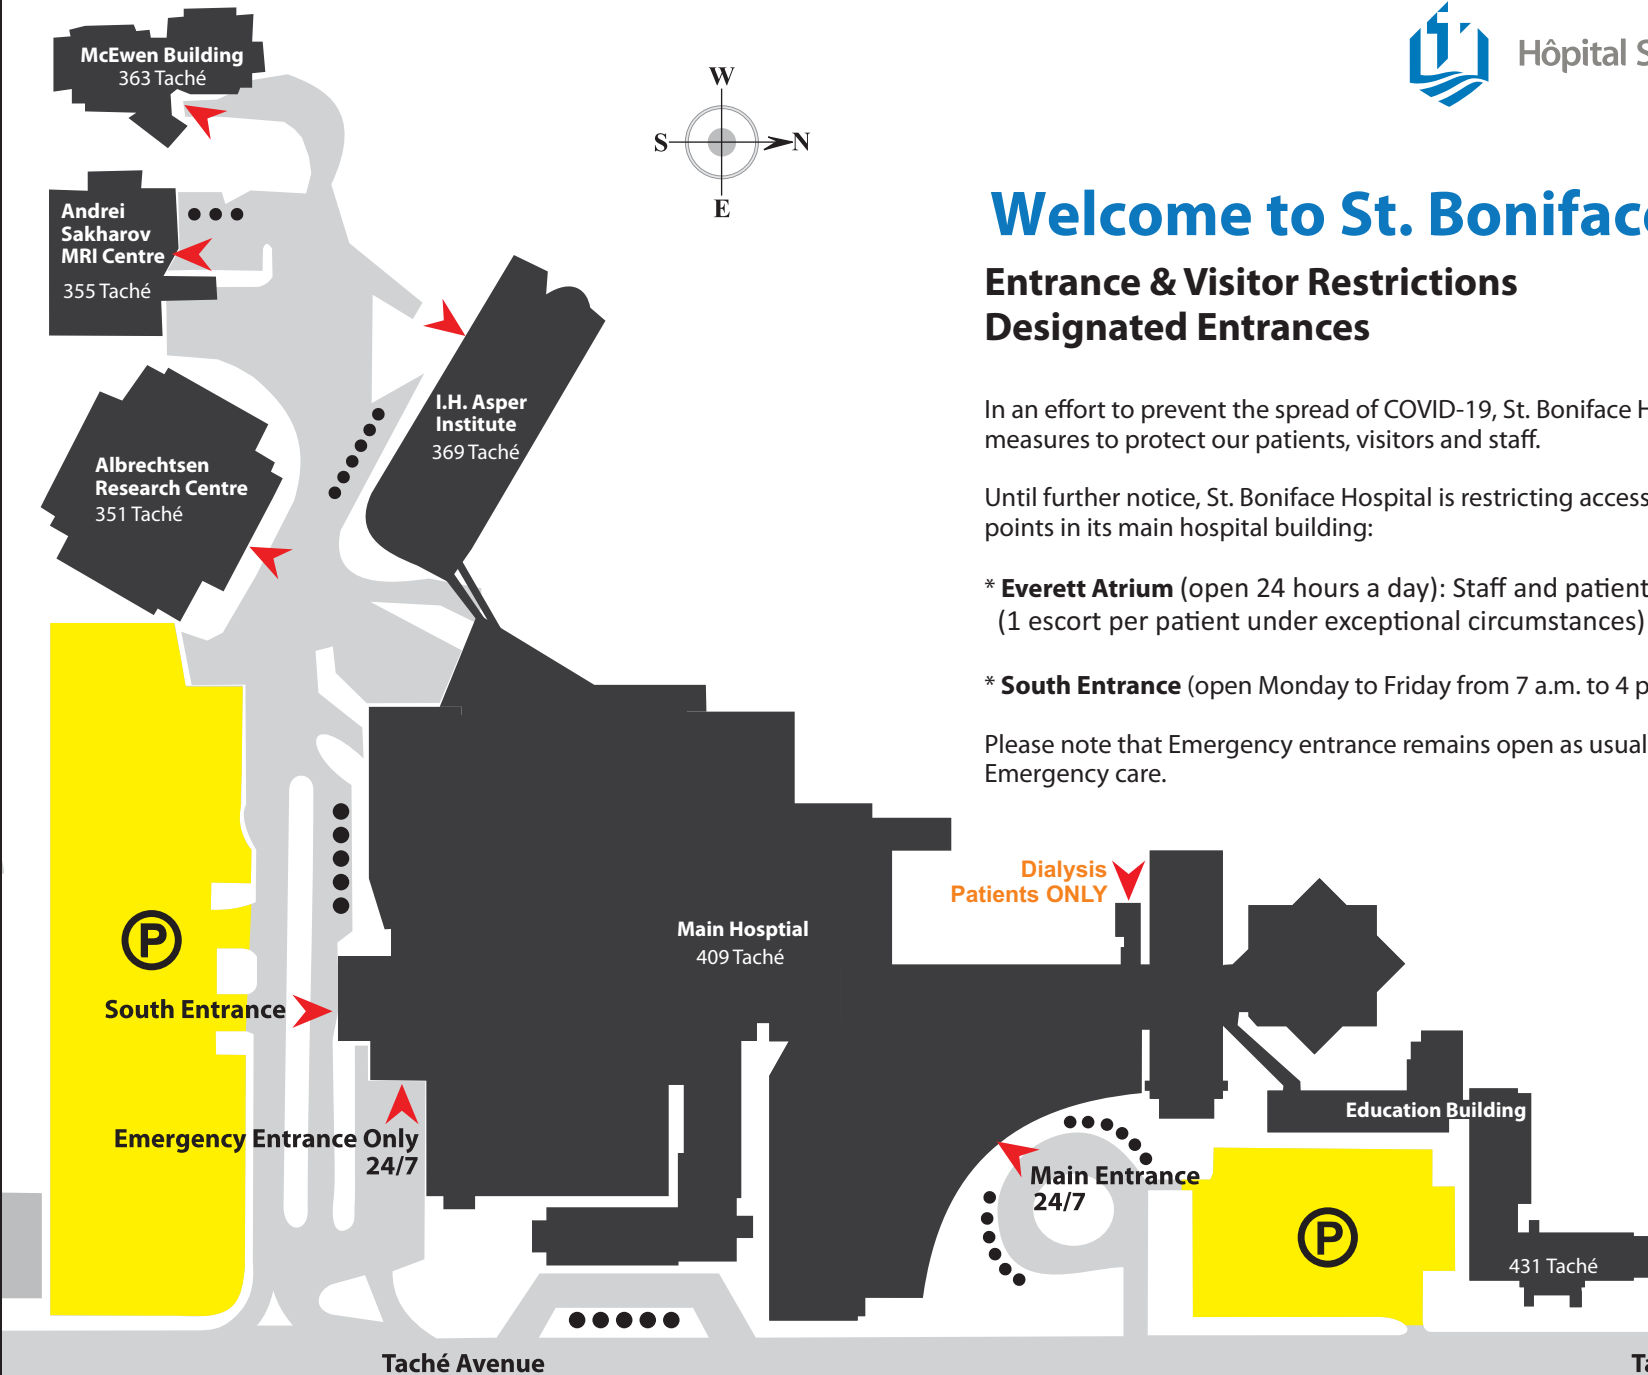 McEwen Building
363 Taché
W
S
N
E
Hôpital S
Andrei
Sakharov
MRI Centre
355 Taché
Welcome to St. Boniface
Entrance & Visitor Restrictions
Designated Entrances
In an effort to prevent the spread of COVID-19, St. Boniface H
measures to protect our patients, visitors and staff.
Until further notice, St. Boniface Hospital is restricting access
points in its main hospital building:
* Everett Atrium (open 24 hours a day): Staff and patient
(1 escort per patient under exceptional circumstances)
* South Entrance (open Monday to Friday from 7 a.m. to 4 p
Please note that Emergency entrance remains open as usual
Emergency care.
I.H. Asper
Institute
369 Taché
Albrechtsen
Research Centre
351 Taché
Dialysis
Patients ONLY
Main Hosptial
409 Taché
P
South Entrance
Emergency Entrance Only
24/7
Education Building
Main Entrance
24/7
P
431 Taché
Taché Avenue
Ta